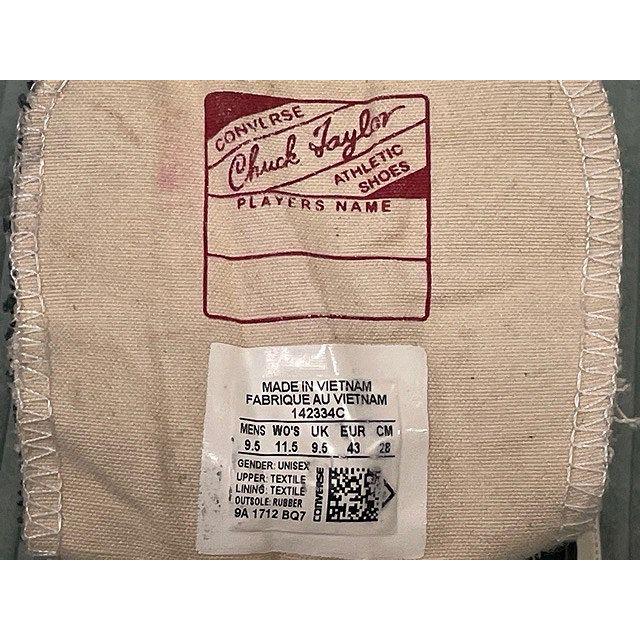 CONVERSE
Chuck Taylor
ATHLETIC
SHOES
PLAYERS NAME
MADE IN VIETNAM
FABRIQUE AU VIETNAM
142334C
MENS WO'S UK EUR CM
9.5 11.5 9.5 43 28
GENDER: UNISEX
UPPER: TEXTILE
LINING: TEXTILE
OUTSOLE: RUBBER
9A 1712 BQ7
CONVERSE